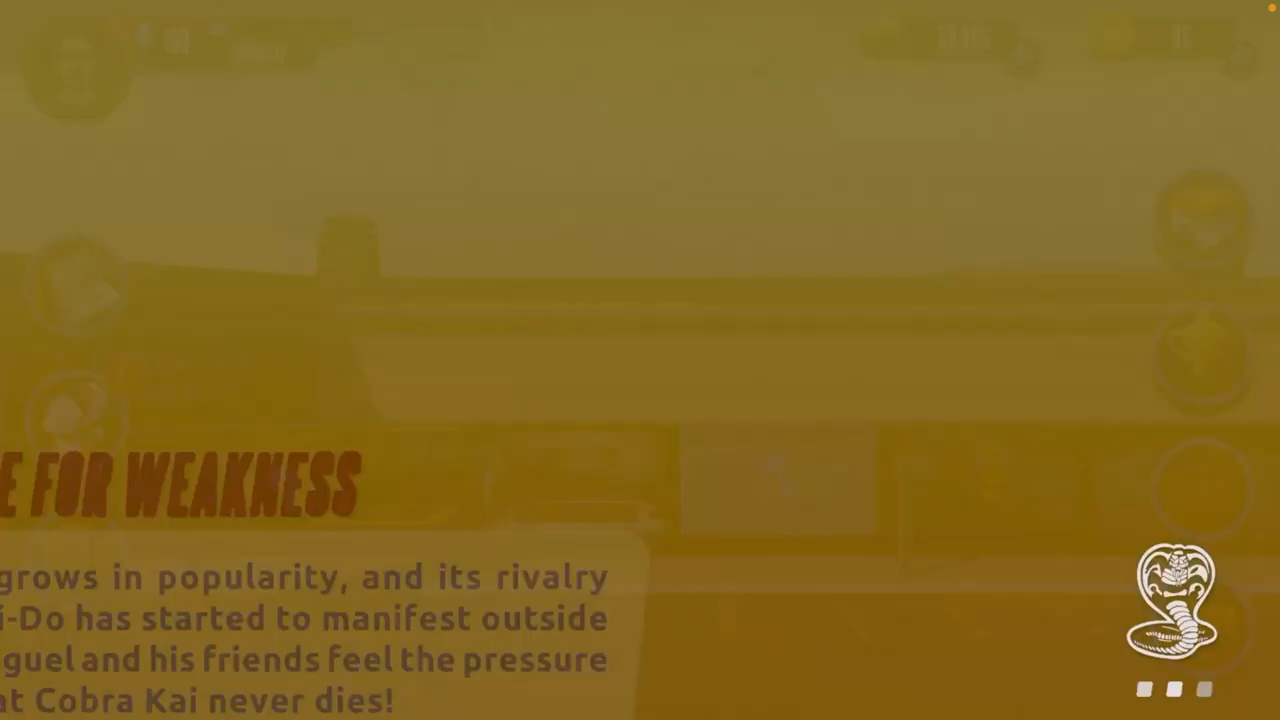 E FOR WEAKNESS
grows in popularity, and its rivalry
i-Do has started to manifest outside
guel and his friends feel the pressure
at Cobra Kai never dies!